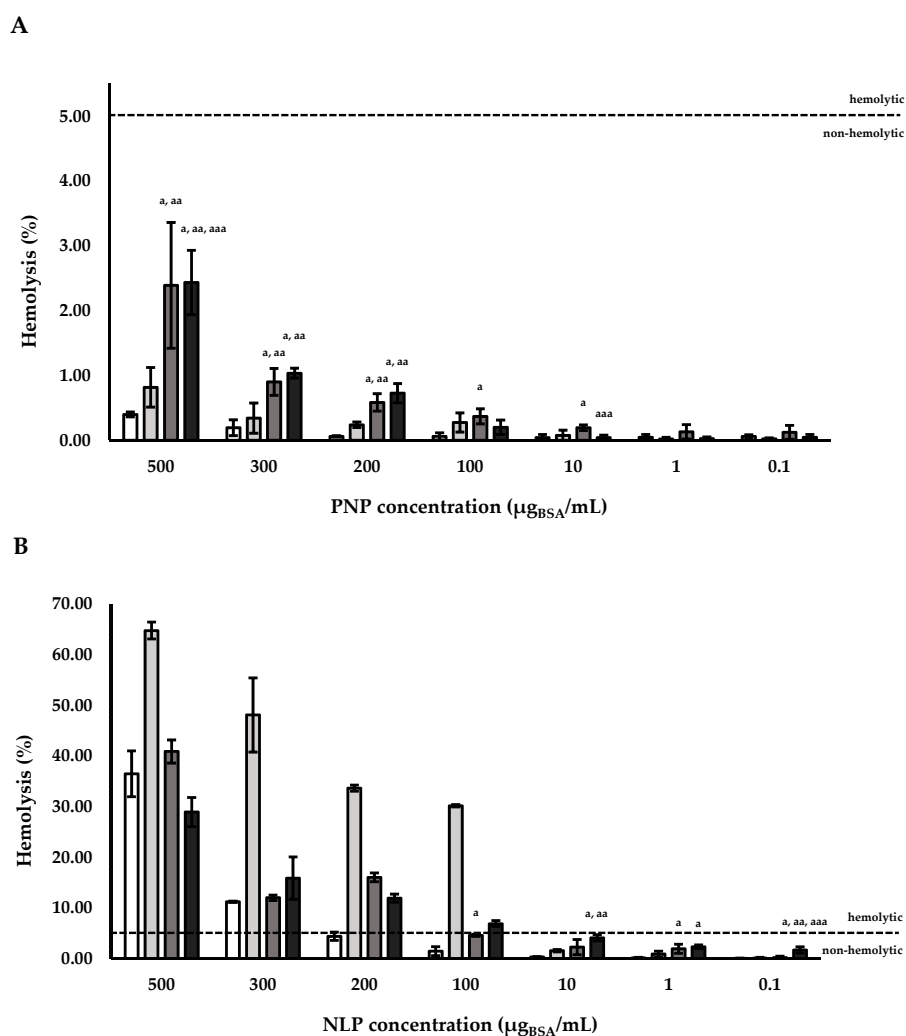 A
hemolytic
5.00
non-hemolytic
4.00
a, aa
3.00
a, aa, aaa
Hemolysis (%)
2.00
a, aa
a, aa
1.00
a, aa
a, aa
a
a
aaa
0.00
500 300 200 100 10 1 0.1
PNP concentration (µgBSA/mL)
B
70.00
60.00
50.00
40.00
Hemolysis (%)
30.00
20.00
10.00
hemolytic
a
a, aa
a
a
a, aa, aaa
non-hemolytic
0.00
500 300 200 100 10 1 0.1
NLP concentration (µgBSA/mL)